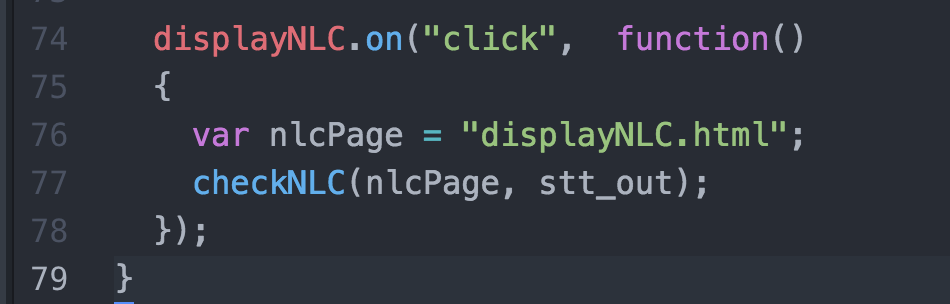 74 displayNLC.on("click",  function()
75 {
76 var nlcPage = "displayNLC.html";
77 checkNLC(nlcPage, stt_out);
78 });
79 }